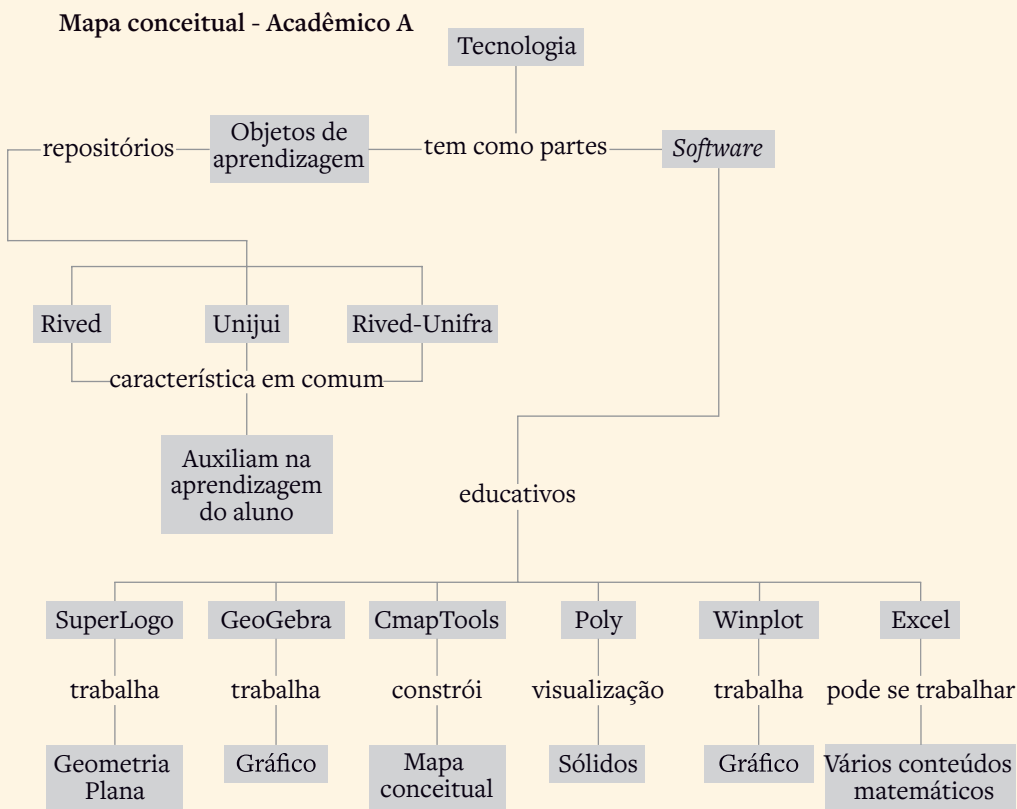 Mapa conceitual - Acadêmico A
Tecnologia
repositórios
Objetos de
aprendizagem
tem como partes
Software
Rived
Unijui
Rived-Unifra
característica em comum
Auxiliam na
aprendizagem
do aluno
educativos
SuperLogo
GeoGebra
CmapTools
Poly
Winplot
Excel
trabalha
trabalha
constrói
visualização
trabalha
pode se trabalhar
Geometria
Plana
Gráfico
Mapa
conceitual
Sólidos
Gráfico
Vários conteúdos
matemáticos